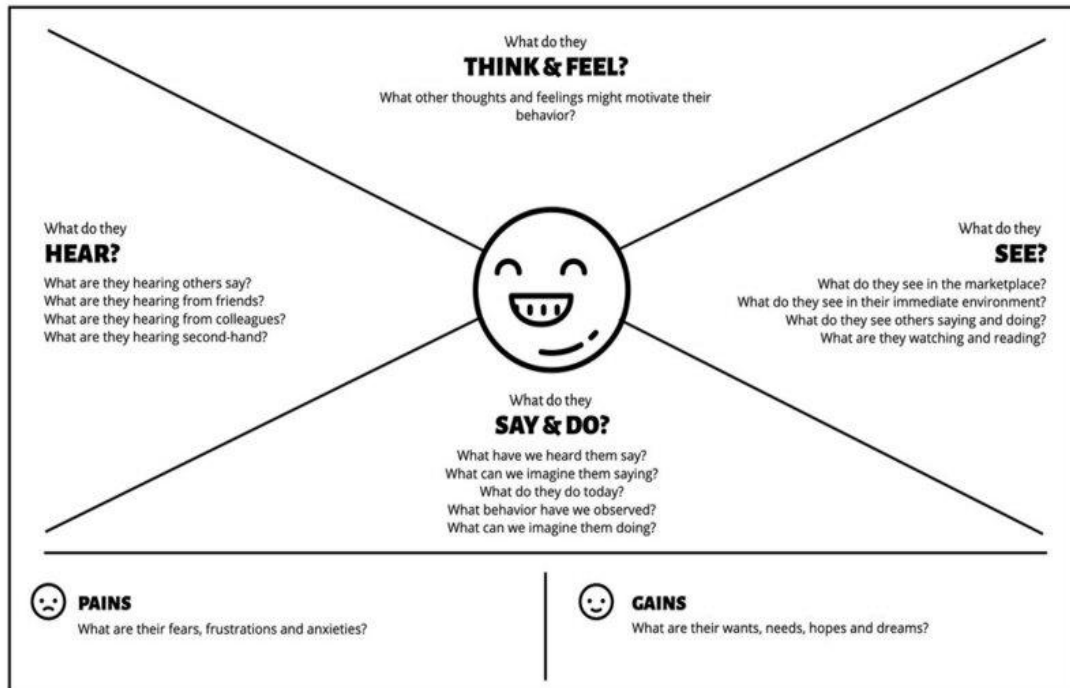 What do they
THINK & FEEL?
What other thoughts and feelings might motivate their
behavior?
What do they
HEAR?
What are they hearing others say?
What are they hearing from friends?
What are they hearing from colleagues?
What are they hearing second-hand?
What do they
SEE?
What do they see in the marketplace?
What do they see in their immediate environment?
What do they see others saying and doing?
What are they watching and reading?
What do they
SAY & DO?
What have we heard them say?
What can we imagine them saying?
What do they do today?
What behavior have we observed?
What can we imagine them doing?
PAINS
What are their fears, frustrations and anxieties?
GAINS
What are their wants, needs, hopes and dreams?